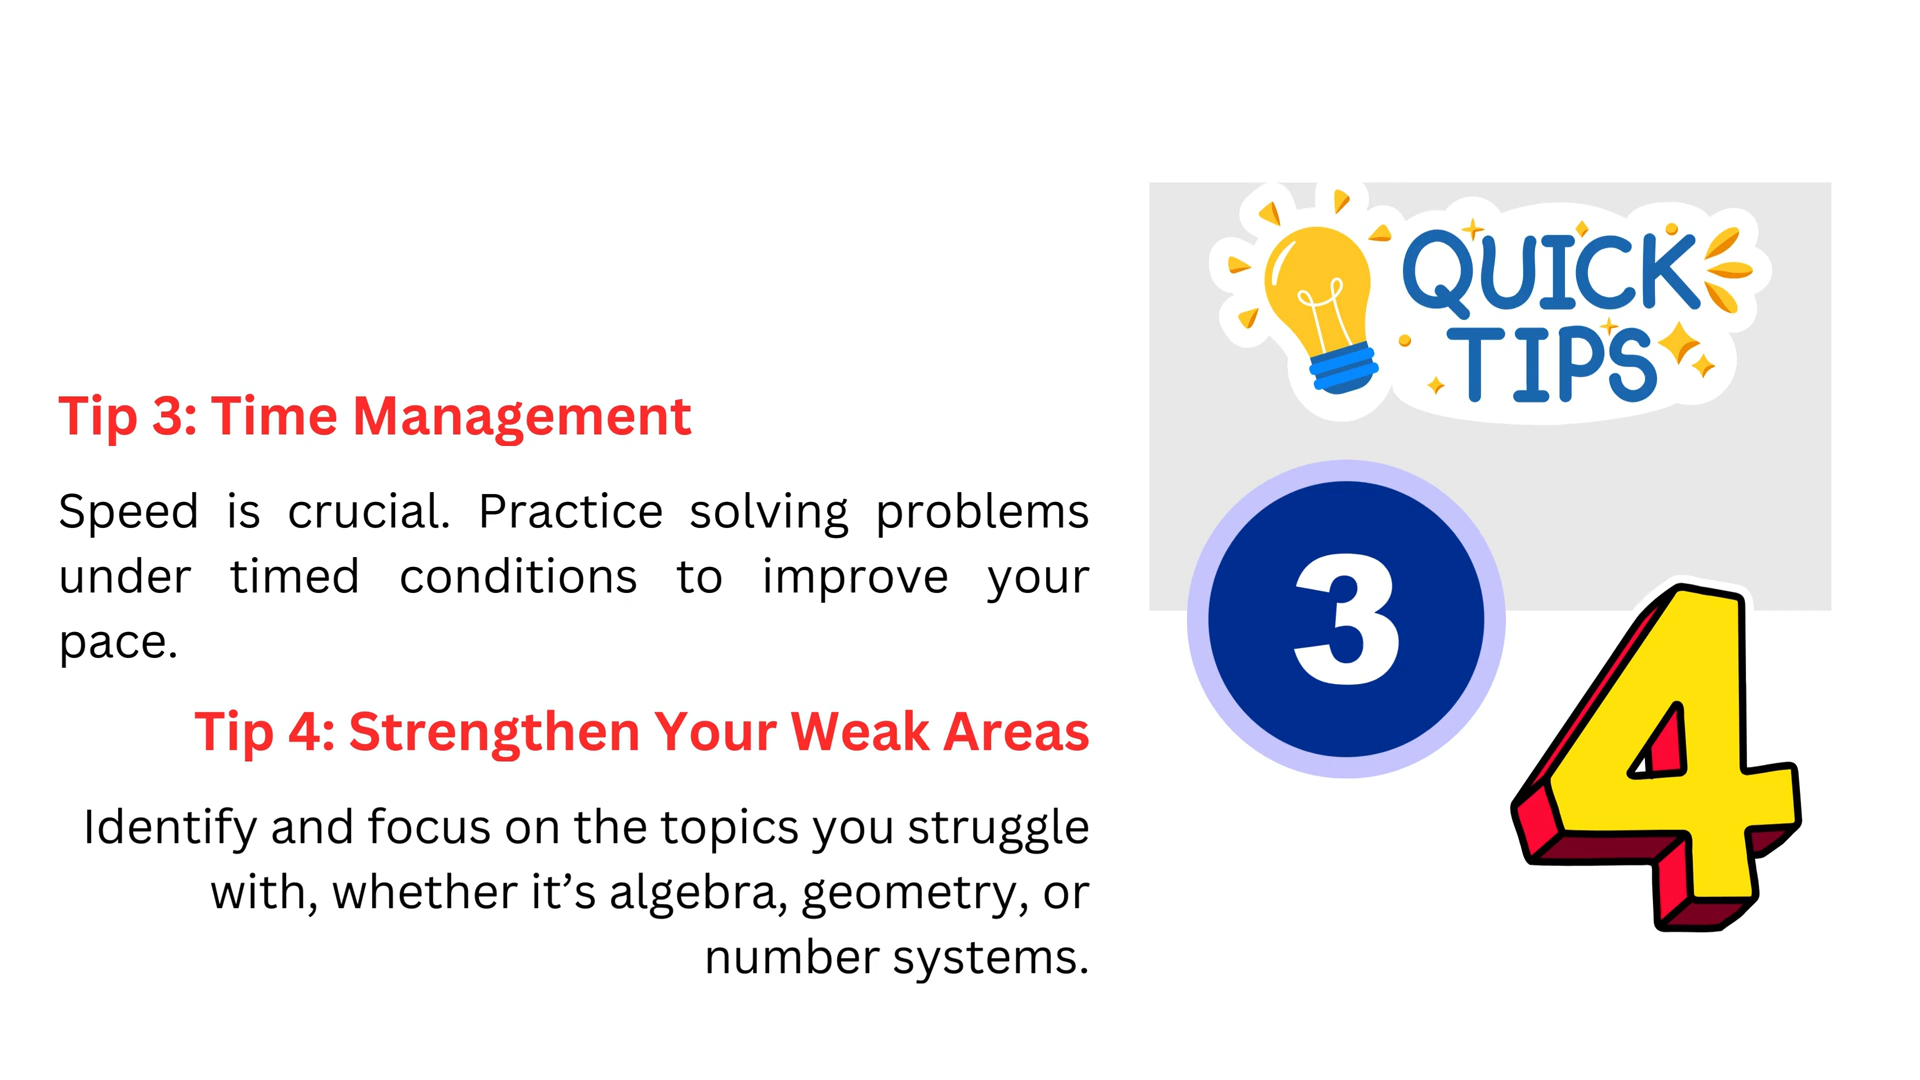 QUICK
TIPS
Tip 3: Time Management
Speed is crucial. Practice solving problems
under timed conditions to improve your
pace.
3
Tip 4: Strengthen Your Weak Areas
Identify and focus on the topics you struggle
with, whether it’s algebra, geometry, or
number systems.
4